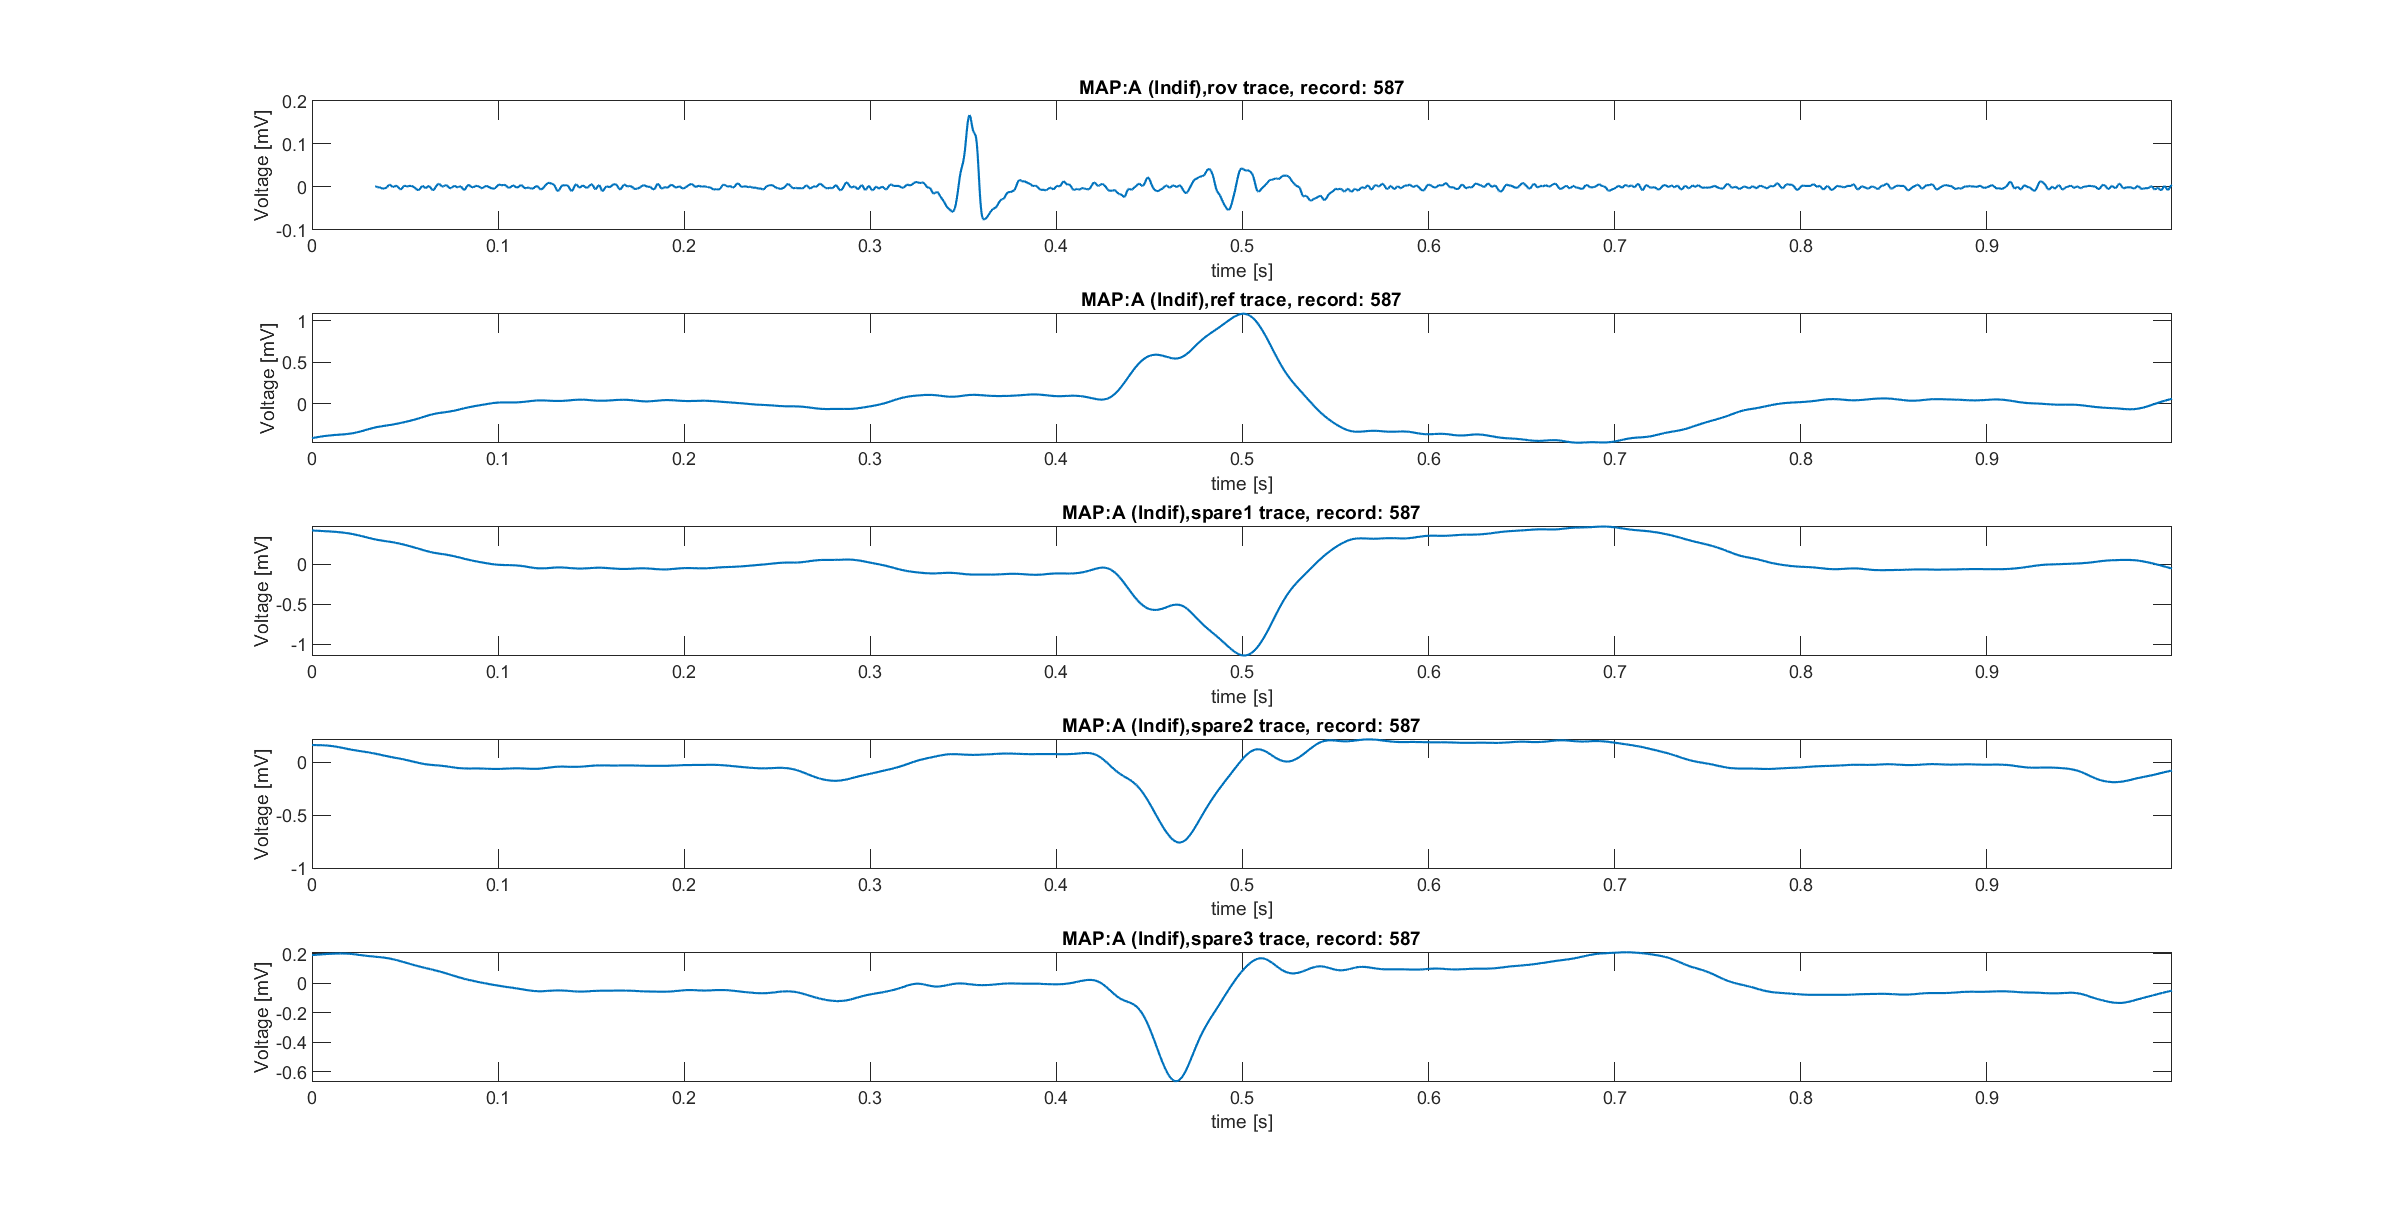 MAP:A (Indif),rov trace, record: 587
Voltage [mV]
0.2
0.1
0
-0.1
0 0.1 0.2 0.3 0.4 0.5 0.6 0.7 0.8 0.9
time [s]
MAP:A (Indif),ref trace, record: 587
Voltage [mV]
1
0.5
0
0 0.1 0.2 0.3 0.4 0.5 0.6 0.7 0.8 0.9
time [s]
MAP:A (Indif),spare1 trace, record: 587
Voltage [mV]
0
-0.5
-1
0 0.1 0.2 0.3 0.4 0.5 0.6 0.7 0.8 0.9
time [s]
MAP:A (Indif),spare2 trace, record: 587
Voltage [mV]
0
-0.5
-1
0 0.1 0.2 0.3 0.4 0.5 0.6 0.7 0.8 0.9
time [s]
MAP:A (Indif),spare3 trace, record: 587
Voltage [mV]
0.2
0
-0.2
-0.4
-0.6
0 0.1 0.2 0.3 0.4 0.5 0.6 0.7 0.8 0.9
time [s]